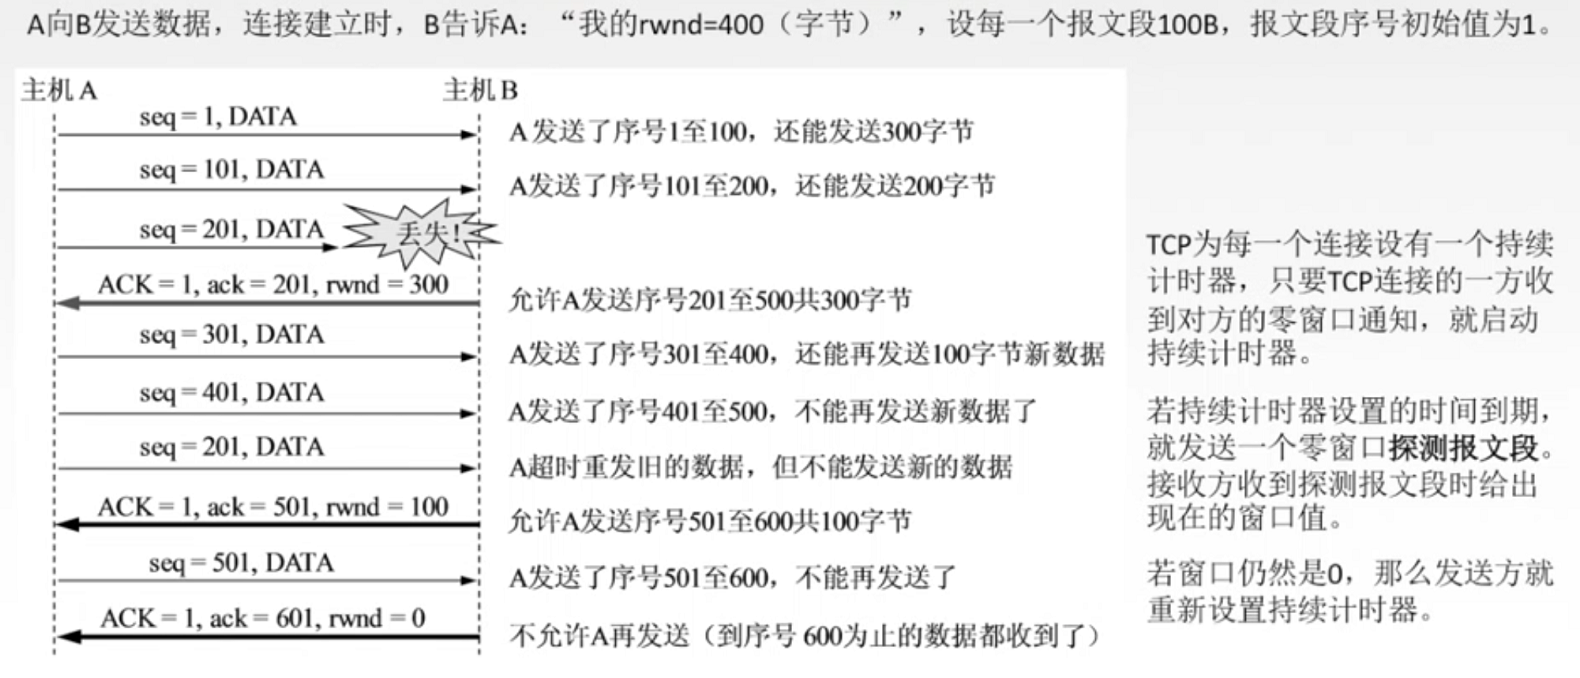 A向B发送数据，连接建立时，B告诉A：“我的rwnd=400（字节）”，设每一个报文段100B，报文段序号初始值为1。
主机A
主机B
seq = 1, DATA
A发送了序号1至100，还能发送300字节
seq = 101, DATA
A发送了序号101至200，还能发送200字节
seq = 201, DATA
丢失!
ACK = 1, ack = 201, rwnd = 300
允许A发送序号201至500共300字节
seq = 301, DATA
A发送了序号301至400，还能再发送100字节新数据
seq = 401, DATA
A发送了序号401至500，不能再发送新数据了
seq = 201, DATA
A超时重发旧的数据，但不能发送新的数据
ACK = 1, ack = 501, rwnd = 100
允许A发送序号501至600共100字节
seq = 501, DATA
A发送了序号501至600，不能再发送了
ACK = 1, ack = 601, rwnd = 0
不允许A再发送（到序号600为止的数据都收到了）
TCP为每一个连接设有一个持续
计时器，只要TCP连接的一方收
到对方的零窗口通知，就启动
持续计时器。
若持续计时器设置的时间到期，
就发送一个零窗口探测报文段。
接收方收到探测报文段时给出
现在的窗口值。
若窗口仍然是0，那么发送方就
重新设置持续计时器。